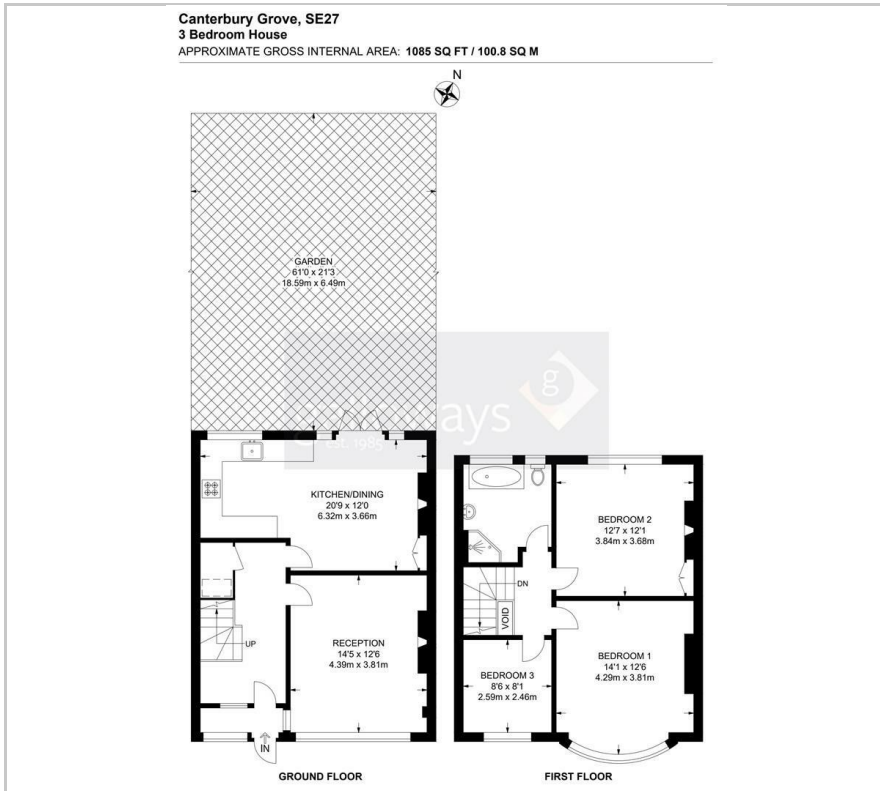 Canterbury Grove, SE27
3 Bedroom House
APPROXIMATE GROSS INTERNAL AREA: 1085 SQ FT / 100.8 SQ M
N
GARDEN
61'0 x 21'3
18.59m x 6.49m
g
ays
est. 1985
KITCHEN/DINING
20'9 x 12'0
6.32m x 3.66m
BEDROOM 2
12'7 x 12'1
3.84m x 3.68m
DN
VOID
UP
RECEPTION
14'5 x 12'6
4.39m x 3.81m
BEDROOM 3
8'6 x 8'1
2.59m x 2.46m
BEDROOM 1
14'1 x 12'6
4.29m x 3.81m
IN
GROUND FLOOR
FIRST FLOOR